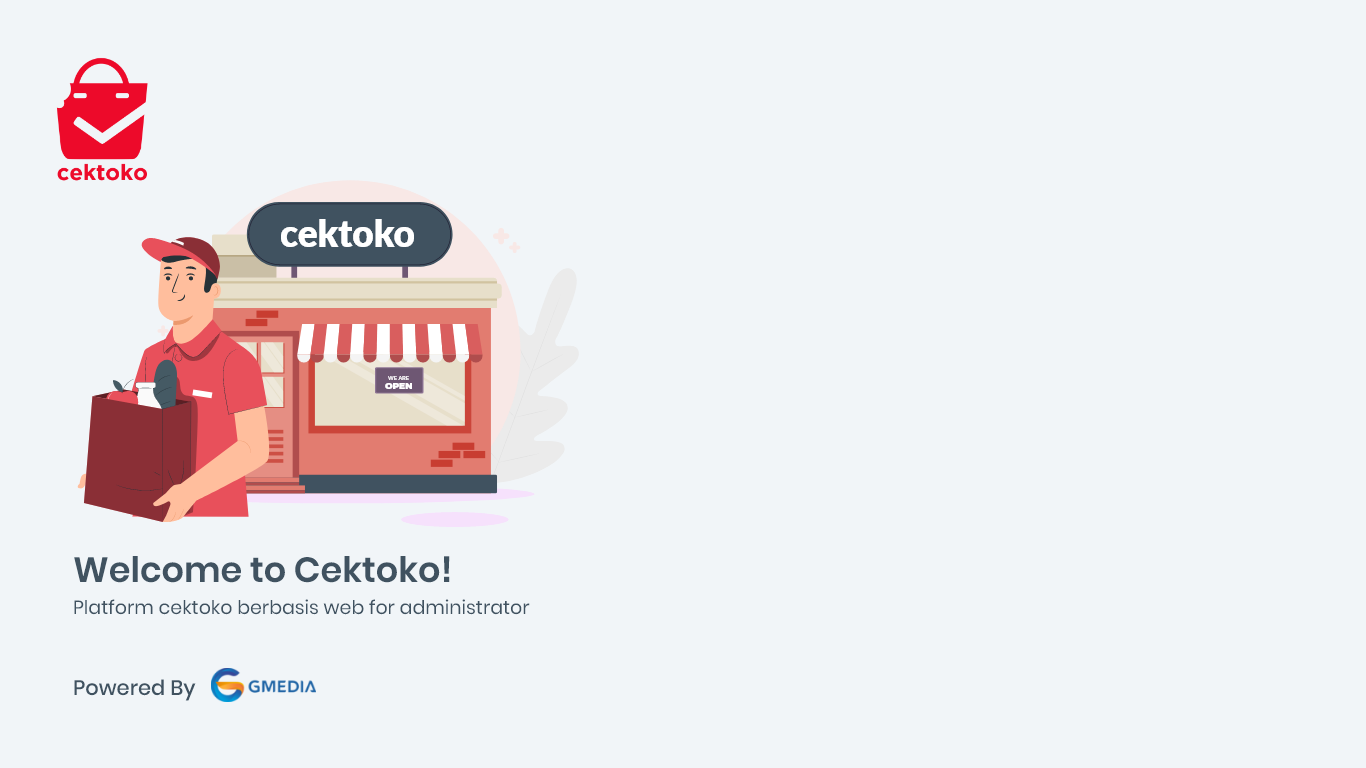 cektoko
cektoko
WE ARE
OPEN
Welcome to Cektoko!
Platform cektoko berbasis web for administrator
Powered By GMEDIA